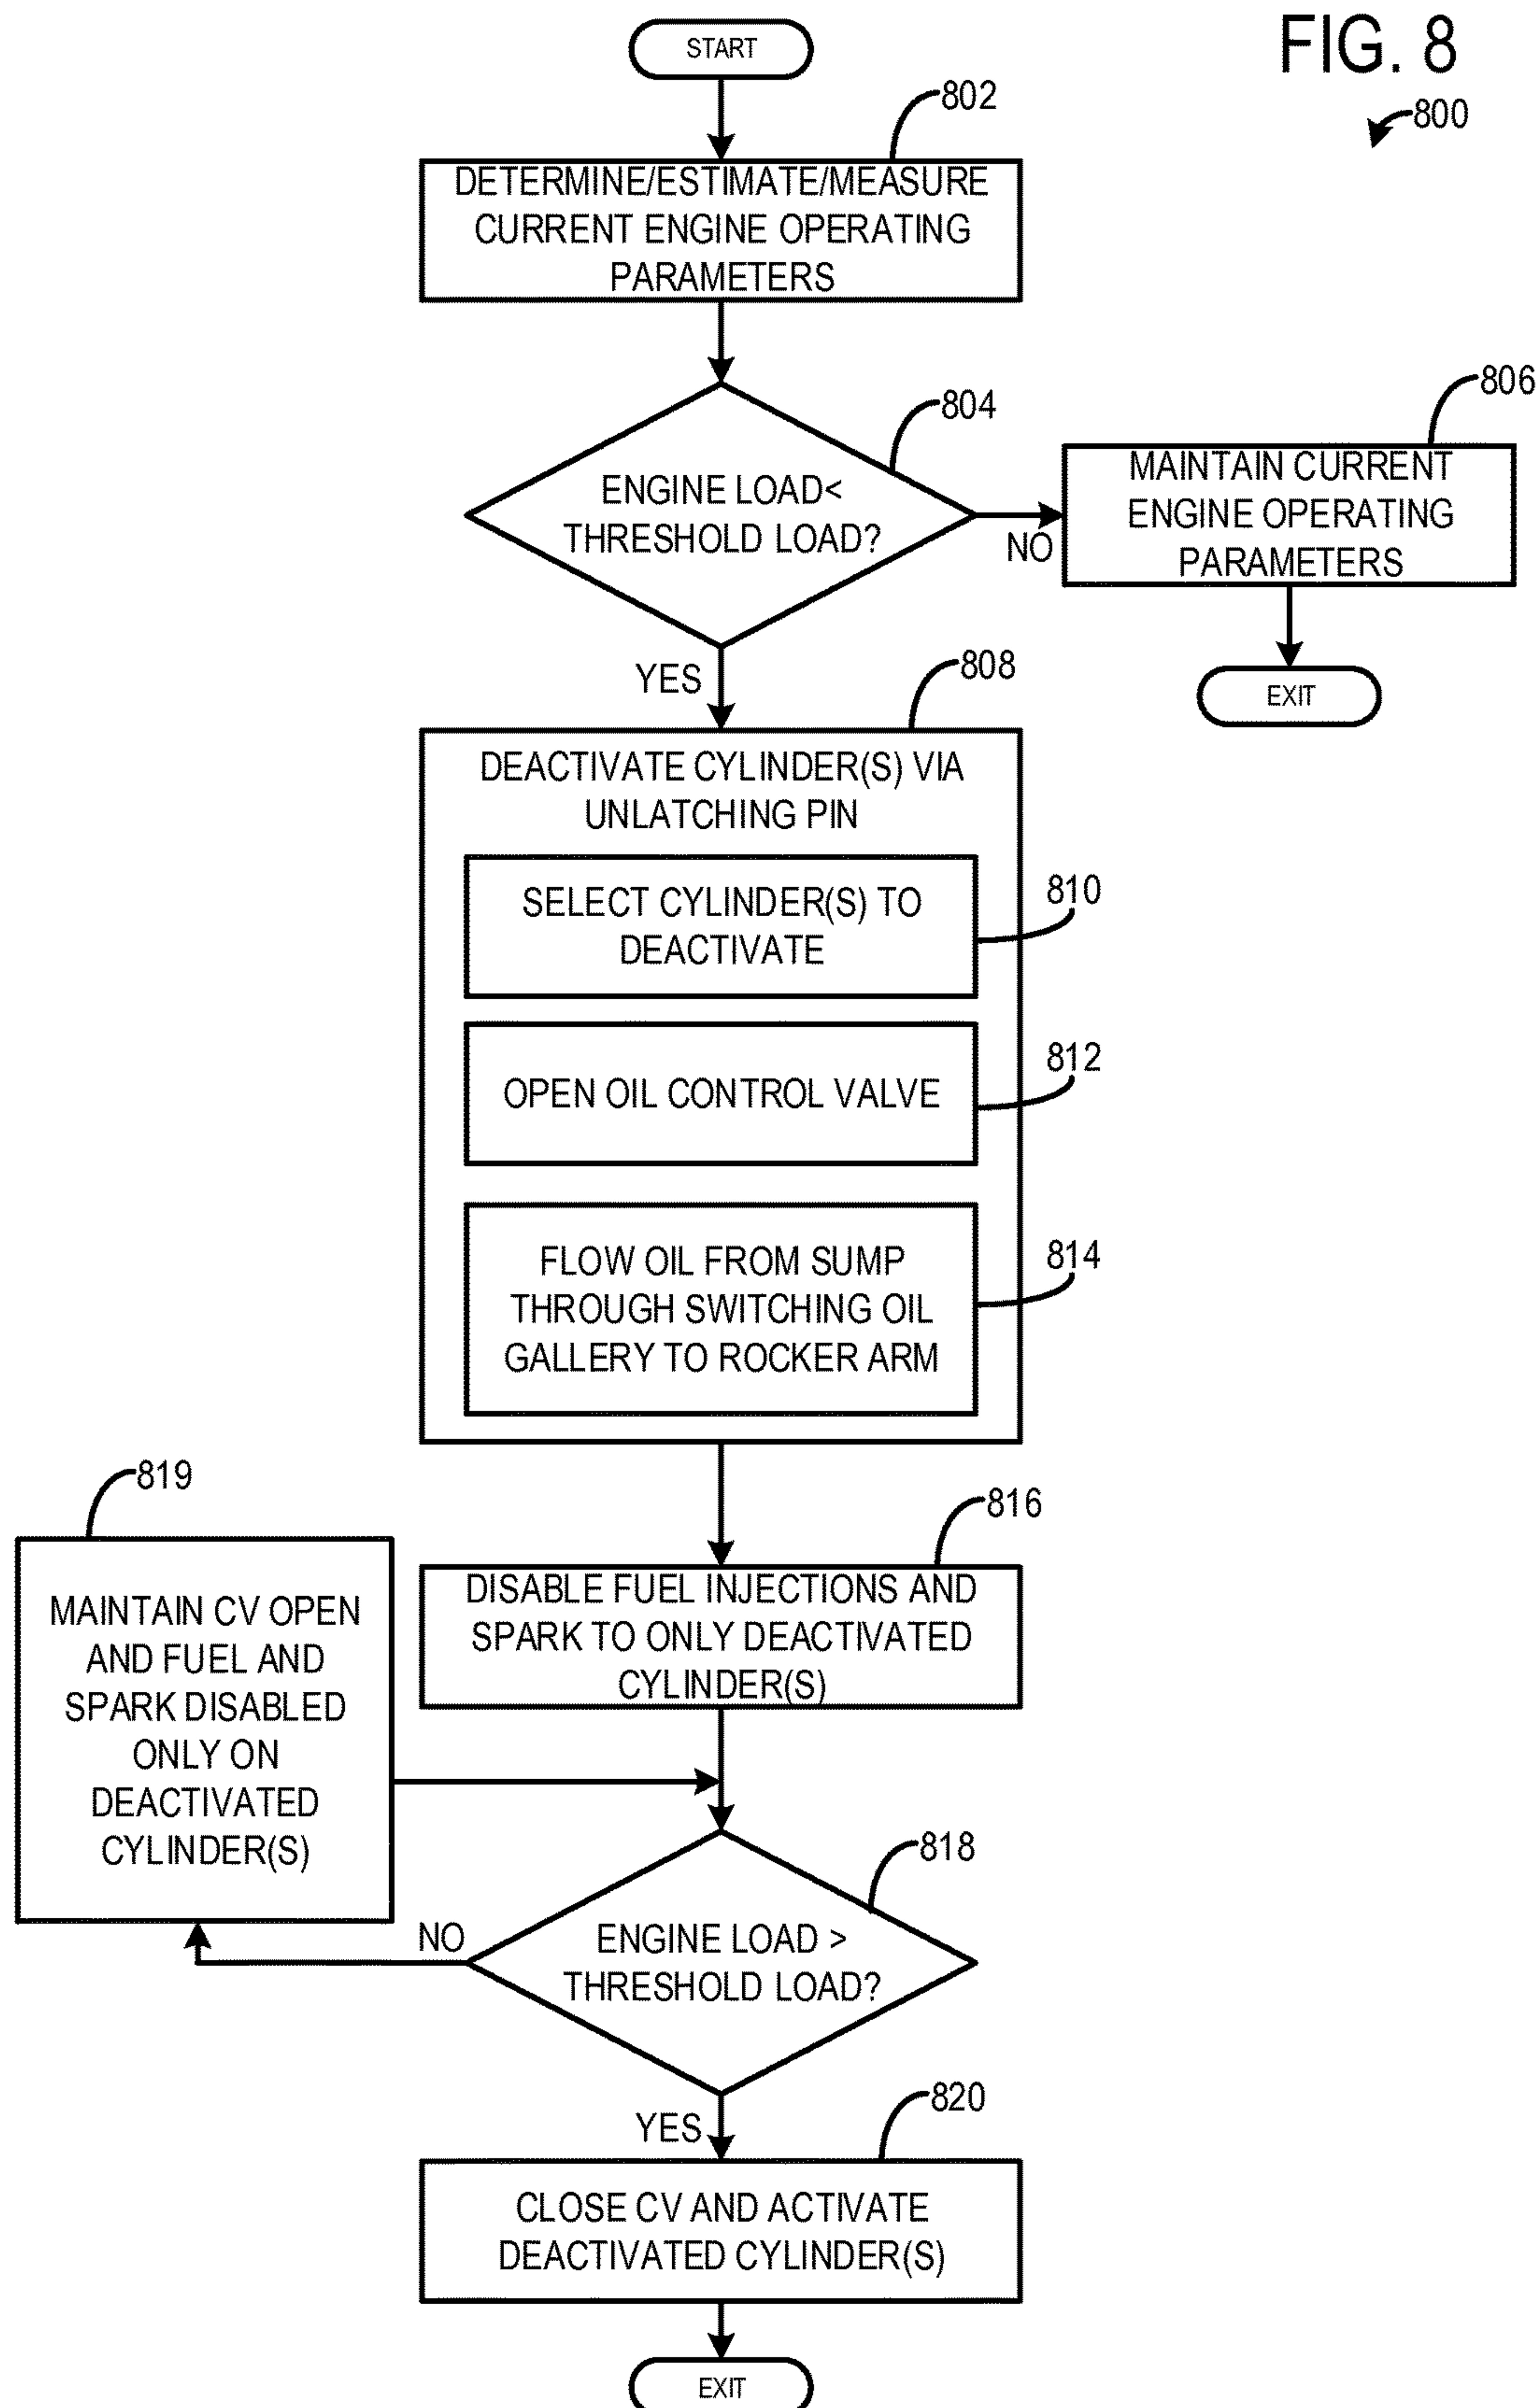 FIG. 8
800
START
802
DETERMINE/ESTIMATE/MEASURE
CURRENT ENGINE OPERATING
PARAMETERS
804
ENGINE LOAD<
THRESHOLD LOAD?
NO
806
MAINTAIN CURRENT
ENGINE OPERATING
PARAMETERS
EXIT
YES
808
DEACTIVATE CYLINDER(S) VIA
UNLATCHING PIN
SELECT CYLINDER(S) TO
DEACTIVATE
810
OPEN OIL CONTROL VALVE
812
FLOW OIL FROM SUMP
THROUGH SWITCHING OIL
GALLERY TO ROCKER ARM
814
816
DISABLE FUEL INJECTIONS AND
SPARK TO ONLY DEACTIVATED
CYLINDER(S)
819
MAINTAIN CV OPEN
AND FUEL AND
SPARK DISABLED
ONLY ON
DEACTIVATED
CYLINDER(S)
818
ENGINE LOAD >
THRESHOLD LOAD?
NO
YES
820
CLOSE CV AND ACTIVATE
DEACTIVATED CYLINDER(S)
EXIT